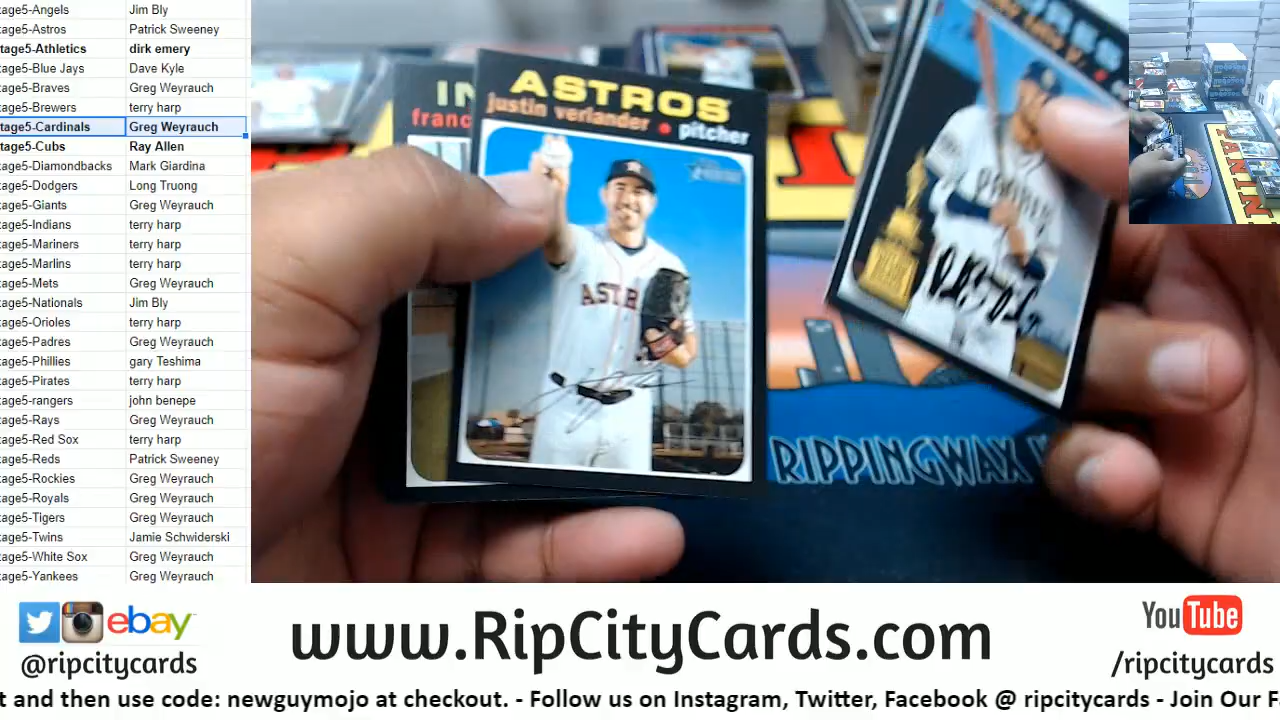 tage5-Angels Jim Bly
tage5-Astros Patrick Sweeney
tage5-Athletics dirk emery
tage5-Blue Jays Dave Kyle
tage5-Braves Greg Weyrauch
tage5-Brewers terry harp
tage5-Cardinals Greg Weyrauch
tage5-Cubs Ray Allen
tage5-Diamondbacks Mark Giardina
tage5-Dodgers Long Truong
tage5-Giants Greg Weyrauch
tage5-Indians terry harp
tage5-Mariners terry harp
tage5-Marlins terry harp
tage5-Mets Greg Weyrauch
tage5-Nationals Jim Bly
tage5-Orioles terry harp
tage5-Padres Greg Weyrauch
tage5-Phillies gary Teshima
tage5-Pirates terry harp
tage5-rangers john benepe
tage5-Rays Greg Weyrauch
tage5-Red Sox terry harp
tage5-Reds Patrick Sweeney
tage5-Rockies Greg Weyrauch
tage5-Royals Greg Weyrauch
tage5-Tigers Greg Weyrauch
tage5-Twins Jamie Schwiderski
tage5-White Sox Greg Weyrauch
tage5-Yankees Greg Weyrauch
IN
franc
ASTROS
justin verlander • pitcher
RIPPINGWAX
ebay
@ripcitycards
www.RipCityCards.com
YouTube
/ripcitycards
t and then use code: newguymojo at checkout. - Follow us on Instagram, Twitter, Facebook @ ripcitycards - Join Our F